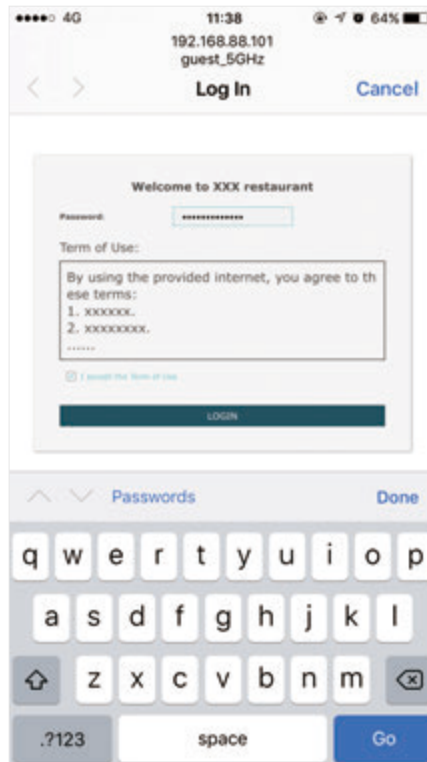 4G 11:38 64%
192.168.88.101
guest_5GHz
Log In Cancel
Welcome to XXX restaurant
Password: •••••••••••••
Term of Use:
By using the provided internet, you agree to th
ese terms:
1. xxxxxx.
2. xxxxxxxx.
......
I accept the Term of Use
LOGIN
Passwords Done
q w e r t y u i o p
a s d f g h j k l
z x c v b n m
.?123 space Go